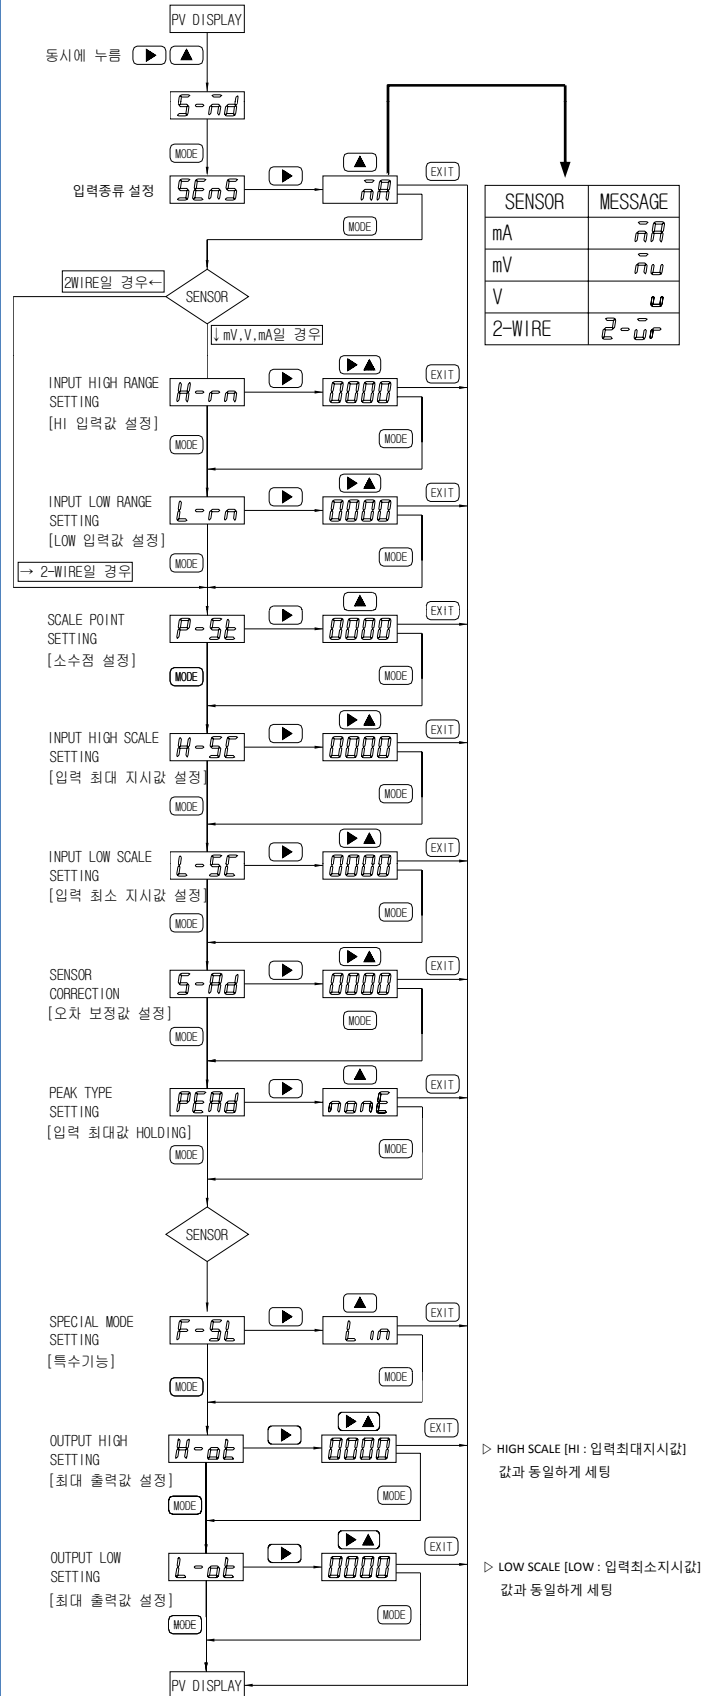 PV DISPLAY
동시에 누름
S-md
MODE
입력종류 설정
SEnS
mA
EXIT
MODE
SENSOR MESSAGE
mA mA
mV mu
V u
2-WIRE 2-wr
2WIRE일 경우←
SENSOR
↓mV,V,mA일 경우
INPUT HIGH RANGE
SETTING
[HI 입력값 설정]
H-rn
0000
EXIT
MODE
MODE
INPUT LOW RANGE
SETTING
[LOW 입력값 설정]
L-rn
0000
EXIT
MODE
MODE
→ 2-WIRE일 경우
SCALE POINT
SETTING
[소수점 설정]
P-St
0000
EXIT
MODE
MODE
INPUT HIGH SCALE
SETTING
[입력 최대 지시값 설정]
H-SC
0000
EXIT
MODE
MODE
INPUT LOW SCALE
SETTING
[입력 최소 지시값 설정]
L-SC
0000
EXIT
MODE
MODE
SENSOR
CORRECTION
[오차 보정값 설정]
S-Ad
0000
EXIT
MODE
MODE
PEAK TYPE
SETTING
[입력 최대값 HOLDING]
PEAd
nonE
EXIT
MODE
MODE
SENSOR
SPECIAL MODE
SETTING
[특수기능]
F-SL
Lin
EXIT
MODE
MODE
OUTPUT HIGH
SETTING
[최대 출력값 설정]
H-ot
0000
EXIT
MODE
MODE
▷ HIGH SCALE [HI : 입력최대지시값]
값과 동일하게 세팅
OUTPUT LOW
SETTING
[최대 출력값 설정]
L-ot
0000
EXIT
MODE
MODE
▷ LOW SCALE [LOW : 입력최소지시값]
값과 동일하게 세팅
PV DISPLAY